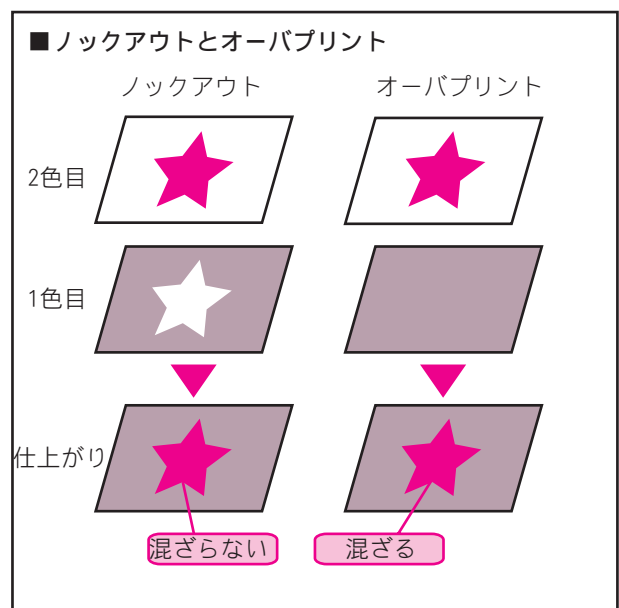 ■ノックアウトとオーバプリント
ノックアウト
オーバプリント
2色目
1色目
仕上がり
混ざらない
混ざる